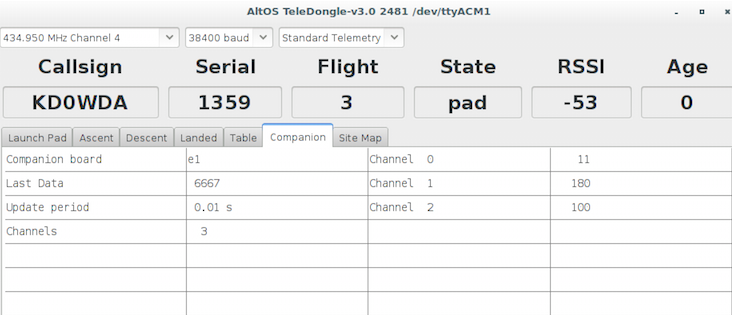 AltOS TeleDongle-v3.0 2481 /dev/ttyACM1
434.950 MHz Channel 4 38400 baud Standard Telemetry
Callsign Serial Flight State RSSI Age
KD0WDA 1359 3 pad -53 0
Launch Pad Ascent Descent Landed Table Companion Site Map
Companion board e1 Channel 0 11
Last Data 6667 Channel 1 180
Update period 0.01 s Channel 2 100
Channels 3